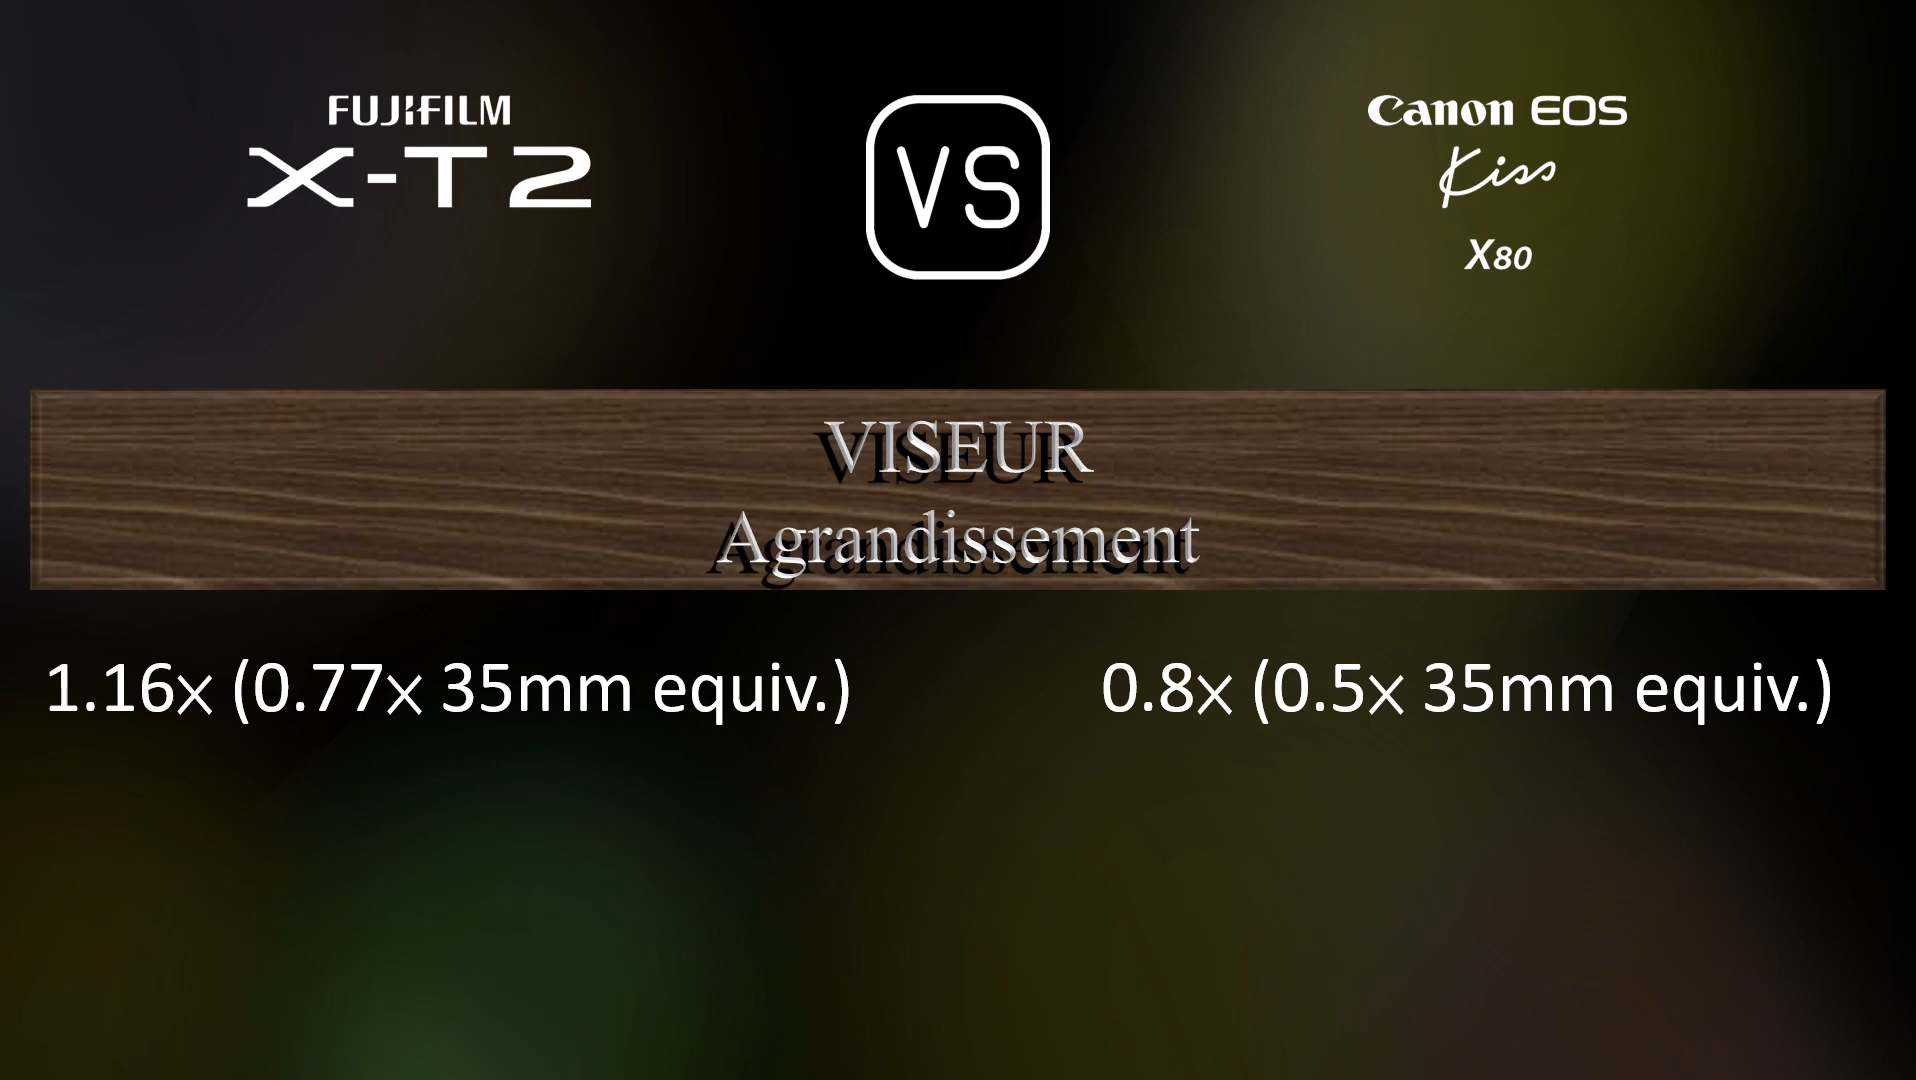 FUJIFILM
X-T2
VS
Canon EOS
Kiss
X80
VISEUR
Agrandissement
1.16x (0.77x 35mm equiv.)
0.8x (0.5x 35mm equiv.)